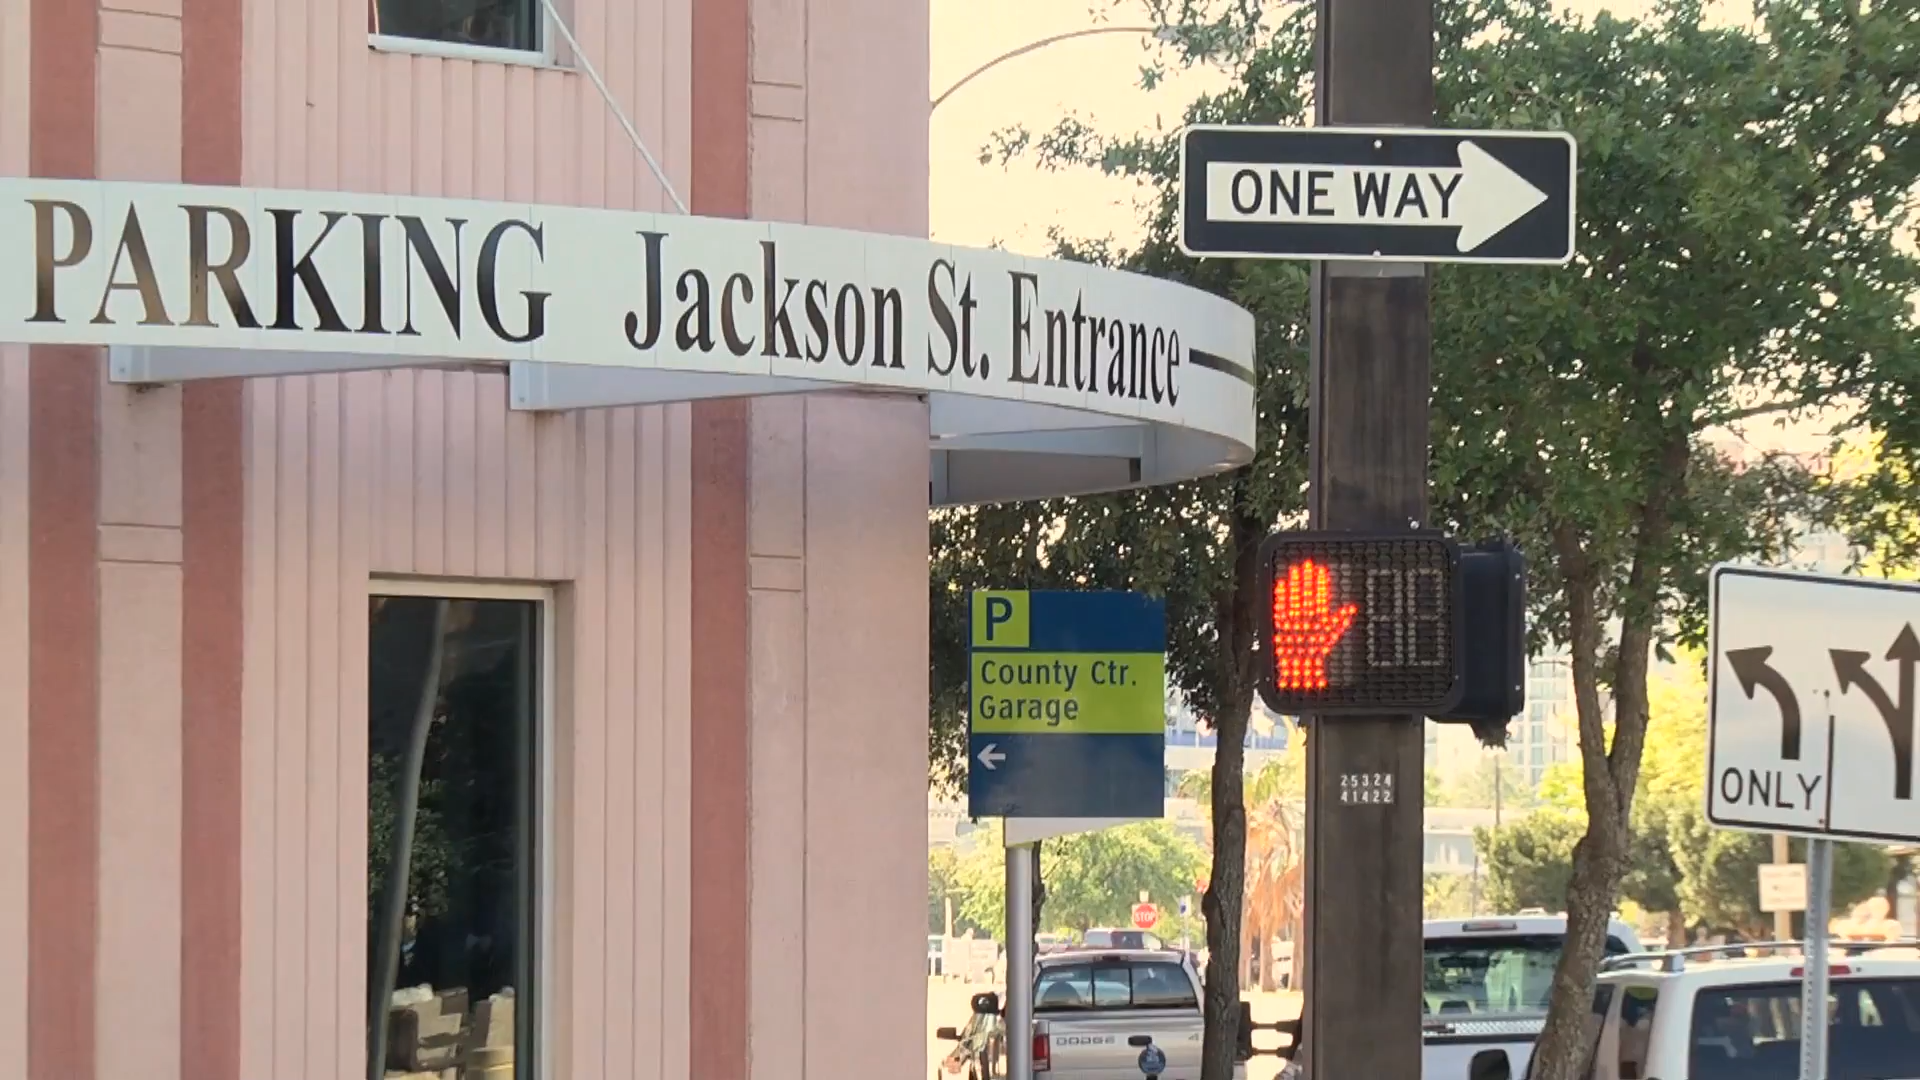 PARKING Jackson St. Entrance
ONE WAY
P
County Ctr.
Garage
25324
41422
ONLY
STOP
DODGE